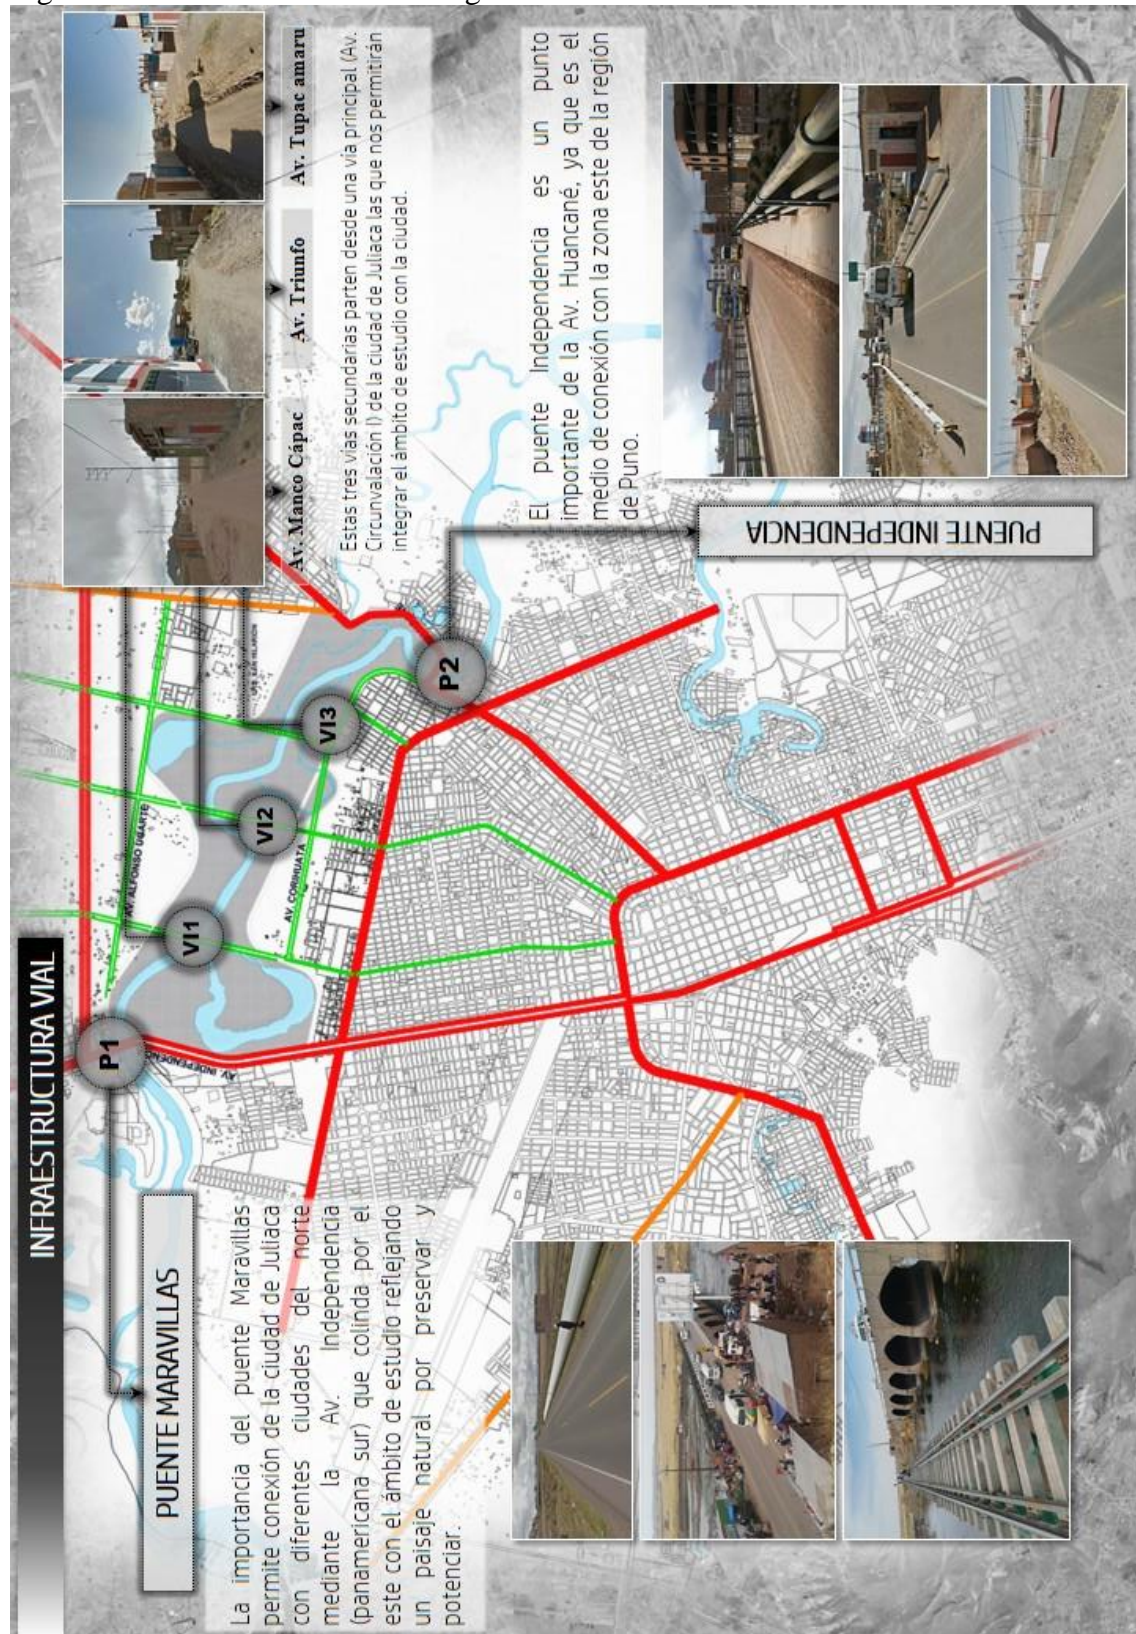 INFRAESTRUCTURA VIAL
PUENTE MARAVILLAS
La importancia del puente Maravillas
permite conexión de la ciudad de Juliaca
con diferentes ciudades del norte
mediante la Av. Independencia
(panamericana sur) que colinda por el
este con el ámbito de estudio reflejando
un paisaje natural por preservar y
potenciar.
P1
VI1
VI2
VI3
P2
AV. ALFONSO UGARTE
AV. CORIHUATA
Av. Manco Cápac
Av. Triunfo
Av. Tupac amaru
Estas tres vías secundarias parten desde una vía principal (Av.
Circunvalación I) de la ciudad de Juliaca las que nos permitirán
integrar el ámbito de estudio con la ciudad.
El puente Independencia es un punto
importante de la Av. Huancané, ya que es el
medio de conexión con la zona este de la región
de Puno.
PUENTE INDEPENDENCIA